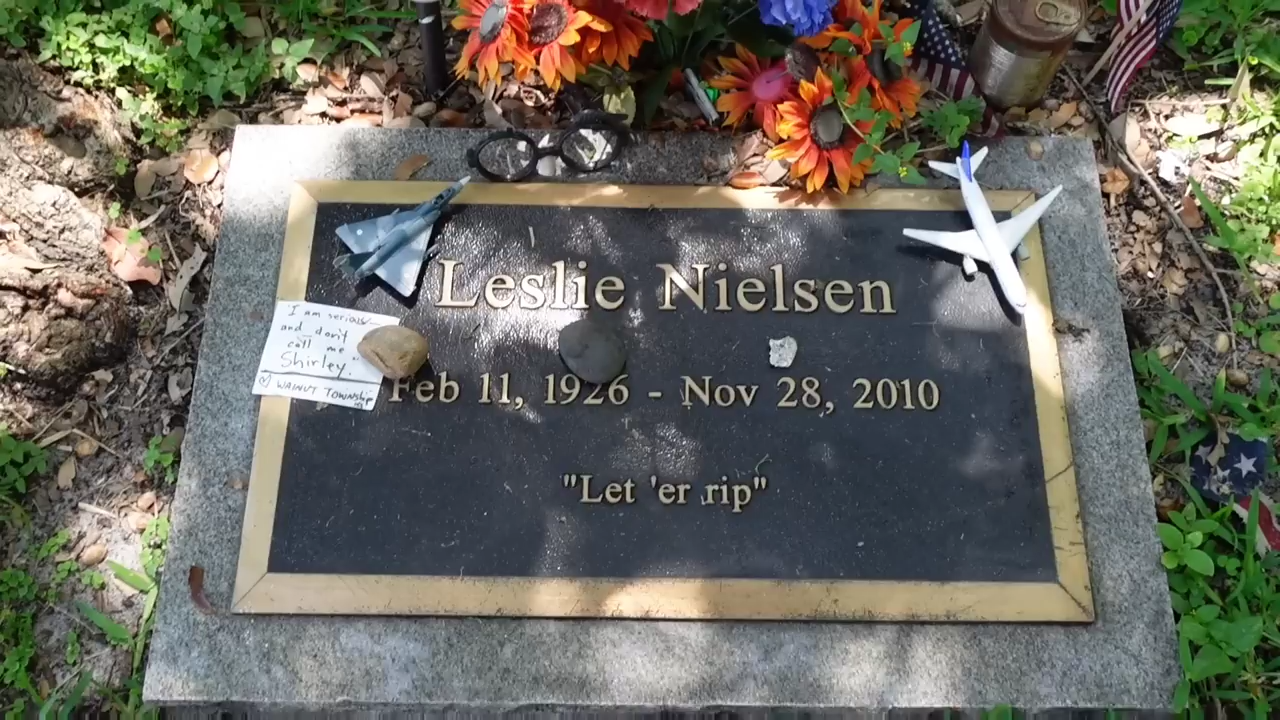 Leslie Nielsen
I am serious
and don't
call me
Shirley."
WALNUT TOWNSHIP
Feb 11, 1926 - Nov 28, 2010
"Let 'er rip"